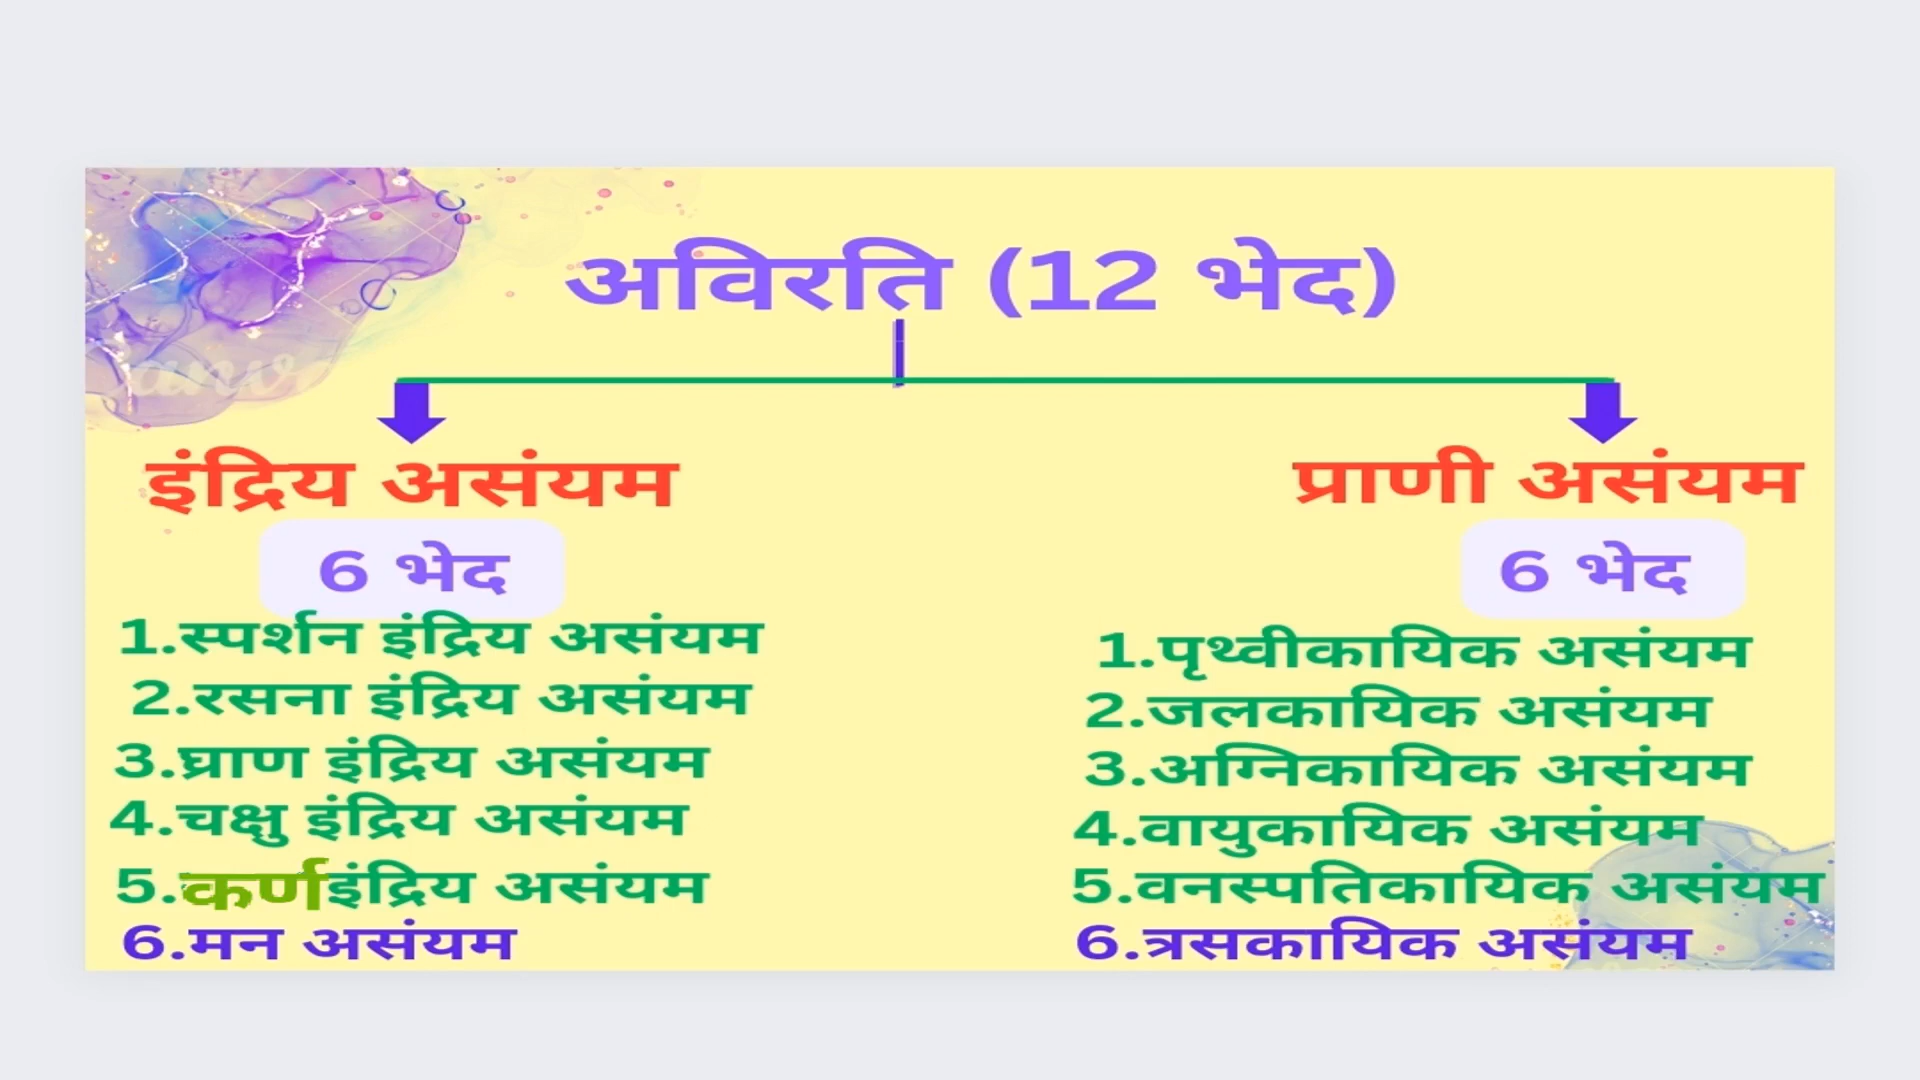 अविरति (12 भेद)
इंद्रिय असंयम
6 भेद
1.स्पर्शन इंद्रिय असंयम
2.रसना इंद्रिय असंयम
3.घ्राण इंद्रिय असंयम
4.चक्षु इंद्रिय असंयम
5.कर्णइंद्रिय असंयम
6.मन असंयम
प्राणी असंयम
6 भेद
1.पृथ्वीकायिक असंयम
2.जलकायिक असंयम
3.अग्निकायिक असंयम
4.वायुकायिक असंयम
5.वनस्पतिकायिक असंयम
6.त्रसकायिक असंयम